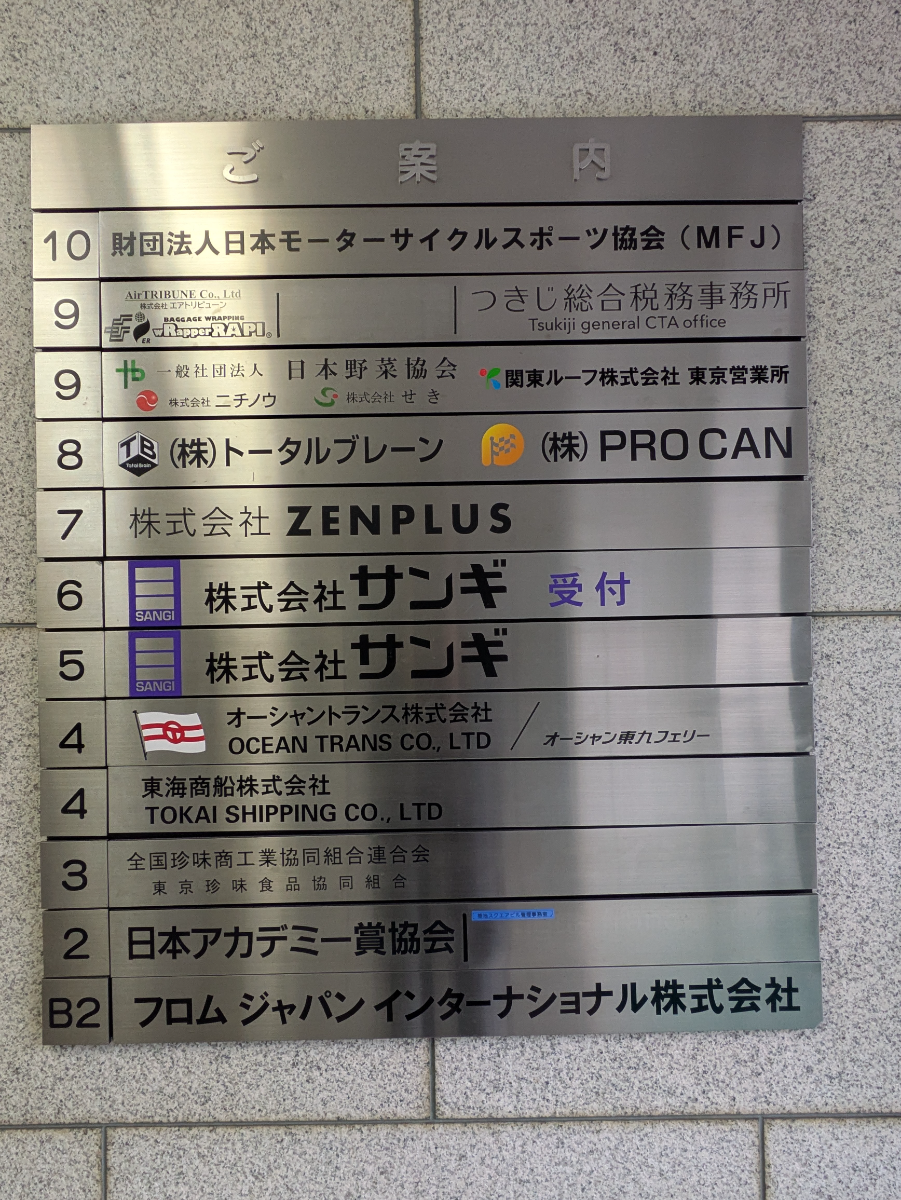 ご案内
10 財団法人日本モーターサイクルスポーツ協会(MFJ)
AirTRIBUNE Co., Ltd
株式会社 エアトリビューン
BAGGAGE WRAPPING
wRapperRAPI®
ER
9 つきじ総合税務事務所
Tsukiji general CTA office
9 一般社団法人 日本野菜協会 関東ルーフ株式会社 東京営業所
株式会社 ニチノウ 株式会社 せき
8 TB TotalBrain (株)トータルブレーン (株)PRO CAN
7 株式会社 ZENPLUS
6 SANGI 株式会社サンギ 受付
5 SANGI 株式会社サンギ
4 オーシャントランス株式会社
OCEAN TRANS CO., LTD / オーシャン東九フェリー
4 東海商船株式会社
TOKAI SHIPPING CO., LTD
3 全国珍味商工業協同組合連合会
東京珍味食品協同組合
2 日本アカデミー賞協会
B2 フロム ジャパン インターナショナル株式会社